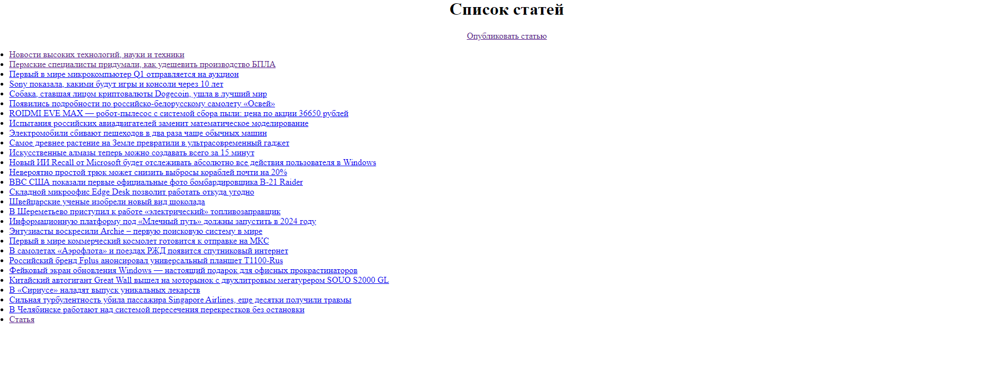 Список статей
Опубликовать статью
Новости высоких технологий, науки и техники
Пермские специалисты придумали, как удешевить производство БПЛА
Первый в мире микрокомпьютер Q1 отправляется на аукцион
Sony показала, какими будут игры и консоли через 10 лет
Собака, ставшая лицом криптовалюты Dogecoin, ушла в лучший мир
Появились подробности по российско-белорусскому самолету «Освей»
ROIDMI EVE MAX — робот-пылесос с системой сбора пыли: цена по акции 36650 рублей
Испытания российских авиадвигателей заменит математическое моделирование
Электромобили сбивают пешеходов в два раза чаще обычных машин
Самое древнее растение на Земле превратили в ультрасовременный гаджет
Искусственные алмазы теперь можно создавать всего за 15 минут
Новый ИИ Recall от Microsoft будет отслеживать абсолютно все действия пользователя в Windows
Невероятно простой трюк может снизить выбросы кораблей почти на 20%
ВВС США показали первые официальные фото бомбардировщика B-21 Raider
Складной микроофис Edge Desk позволит работать откуда угодно
Швейцарские ученые изобрели новый вид шоколада
В Шереметьево приступил к работе «электрический» топливозаправщик
Информационную платформу под «Млечный путь» должны запустить в 2024 году
Энтузиасты воскресили Archie – первую поисковую систему в мире
Первый в мире коммерческий космолет готовится к отправке на МКС
В самолетах «Аэрофлота» и поездах РЖД появится спутниковый интернет
Российский бренд Fplus анонсировал универсальный планшет T1100-Rus
Фейковый экран обновления Windows — настоящий подарок для офисных прокрастинаторов
Китайский автогигант Great Wall вышел на моторынок с двухлитровым мегатурером SOUO S2000 GL
В «Сириусе» наладят выпуск уникальных лекарств
Сильная турбулентность убила пассажира Singapore Airlines, еще десятки получили травмы
В Челябинске работают над системой пересечения перекрестков без остановки
Статья